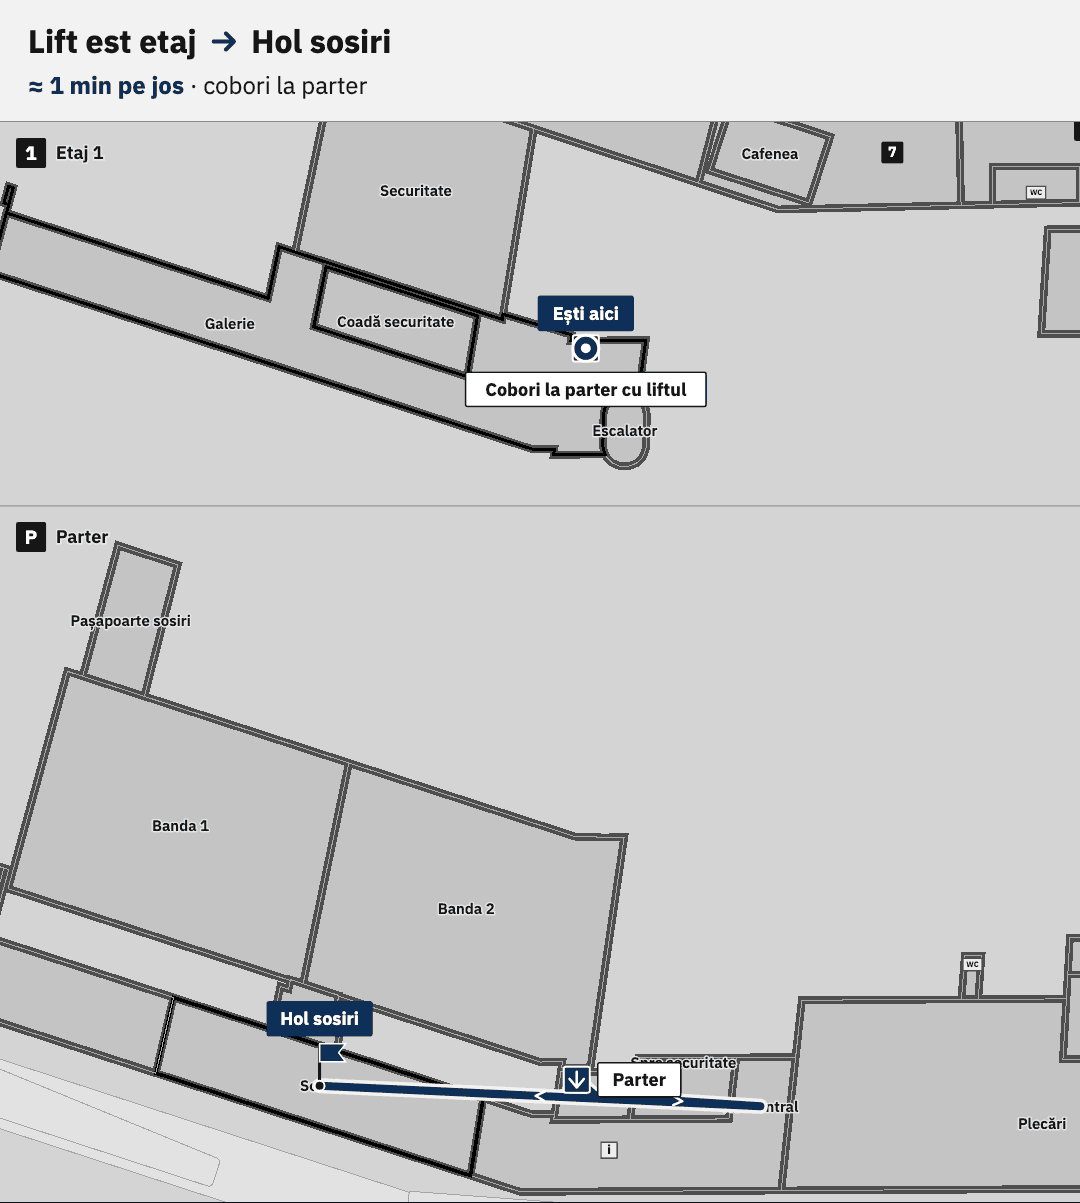 Lift est etaj → Hol sosiri
≈ 1 min pe jos · cobori la parter
1 Etaj 1
Cafenea
7
Securitate
WC
Galerie
Coadă securitate
Ești aici
Cobori la parter cu liftul
Escalator
P Parter
Pașapoarte sosiri
Banda 1
Banda 2
WC
Hol sosiri
securitate
Parter
Plecări
i